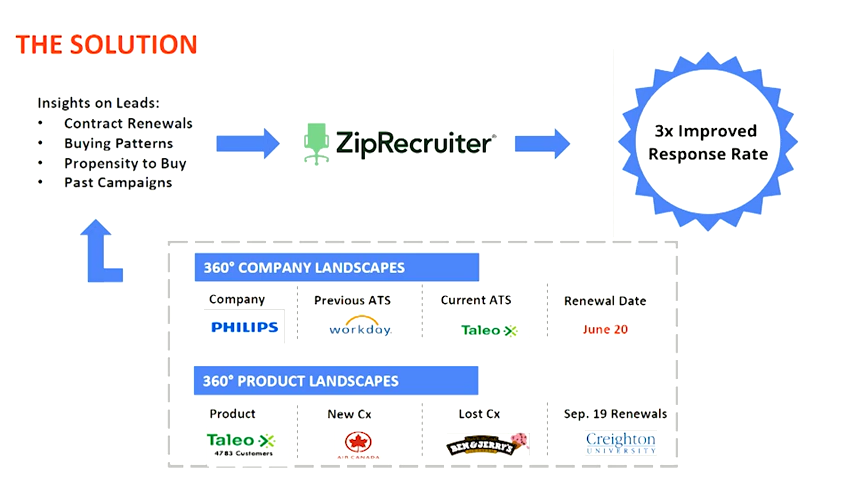 THE SOLUTION
Insights on Leads:
• Contract Renewals
• Buying Patterns
• Propensity to Buy
• Past Campaigns
ZipRecruiter®
3x Improved
Response Rate
360° COMPANY LANDSCAPES
Company Previous ATS Current ATS Renewal Date
PHILIPS workday. Taleo June 20
360° PRODUCT LANDSCAPES
Product New Cx Lost Cx Sep. 19 Renewals
Taleo BEN & JERRY'S Creighton
4783 Customers AIR CANADA UNIVERSITY